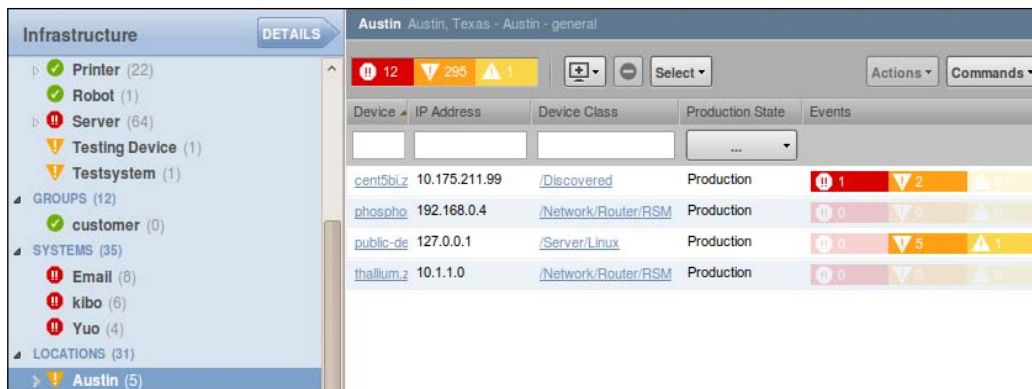 Infrastructure
DETAILS
Printer (22)
Robot (1)
Server (64)
Testing Device (1)
Testsystem (1)
GROUPS (12)
customer (0)
SYSTEMS (35)
Email (8)
kibo (6)
Yuo (4)
LOCATIONS (31)
Austin (5)
Austin Austin, Texas - Austin - general
12 295 1 Select Actions Commands
Device IP Address Device Class Production State Events
...
cent5bi.z 10.175.211.99 /Discovered Production 1 2 0
phospho 192.168.0.4 /Network/Router/RSM Production 0 0 0
public-de 127.0.0.1 /Server/Linux Production 0 5 1
thallium.z 10.1.1.0 /Network/Router/RSM Production 0 0 0